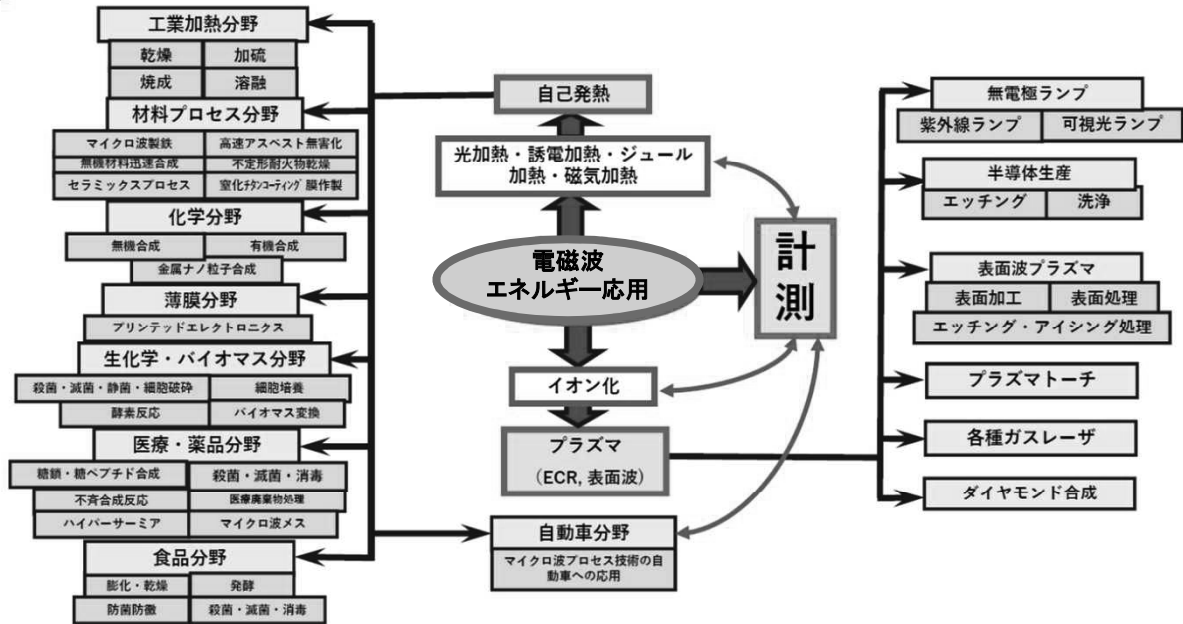 工業加熱分野
乾燥 加硫
焼成 溶融
材料プロセス分野
マイクロ波製鉄 高速アスベスト無害化
無機材料迅速合成 不定形耐火物乾燥
セラミックスプロセス 窒化チタンコーティング膜作製
化学分野
無機合成 有機合成
金属ナノ粒子合成
薄膜分野
プリンテッドエレクトロニクス
生化学・バイオマス分野
殺菌・滅菌・静菌・細胞破砕 細胞培養
酵素反応 バイオマス変換
医療・薬品分野
糖鎖・糖ペプチド合成 殺菌・滅菌・消毒
不斉合成反応 医療廃棄物処理
ハイパーサーミア マイクロ波メス
食品分野
膨化・乾燥 発酵
防菌防黴 殺菌・滅菌・消毒
自己発熱
光加熱・誘電加熱・ジュール
加熱・磁気加熱
電磁波
エネルギー応用
計
測
イオン化
プラズマ
(ECR, 表面波)
自動車分野
マイクロ波プロセス技術の自
動車への応用
無電極ランプ
紫外線ランプ 可視光ランプ
半導体生産
エッチング 洗浄
表面波プラズマ
表面加工 表面処理
エッチング・アイシング処理
プラズマトーチ
各種ガスレーザ
ダイヤモンド合成